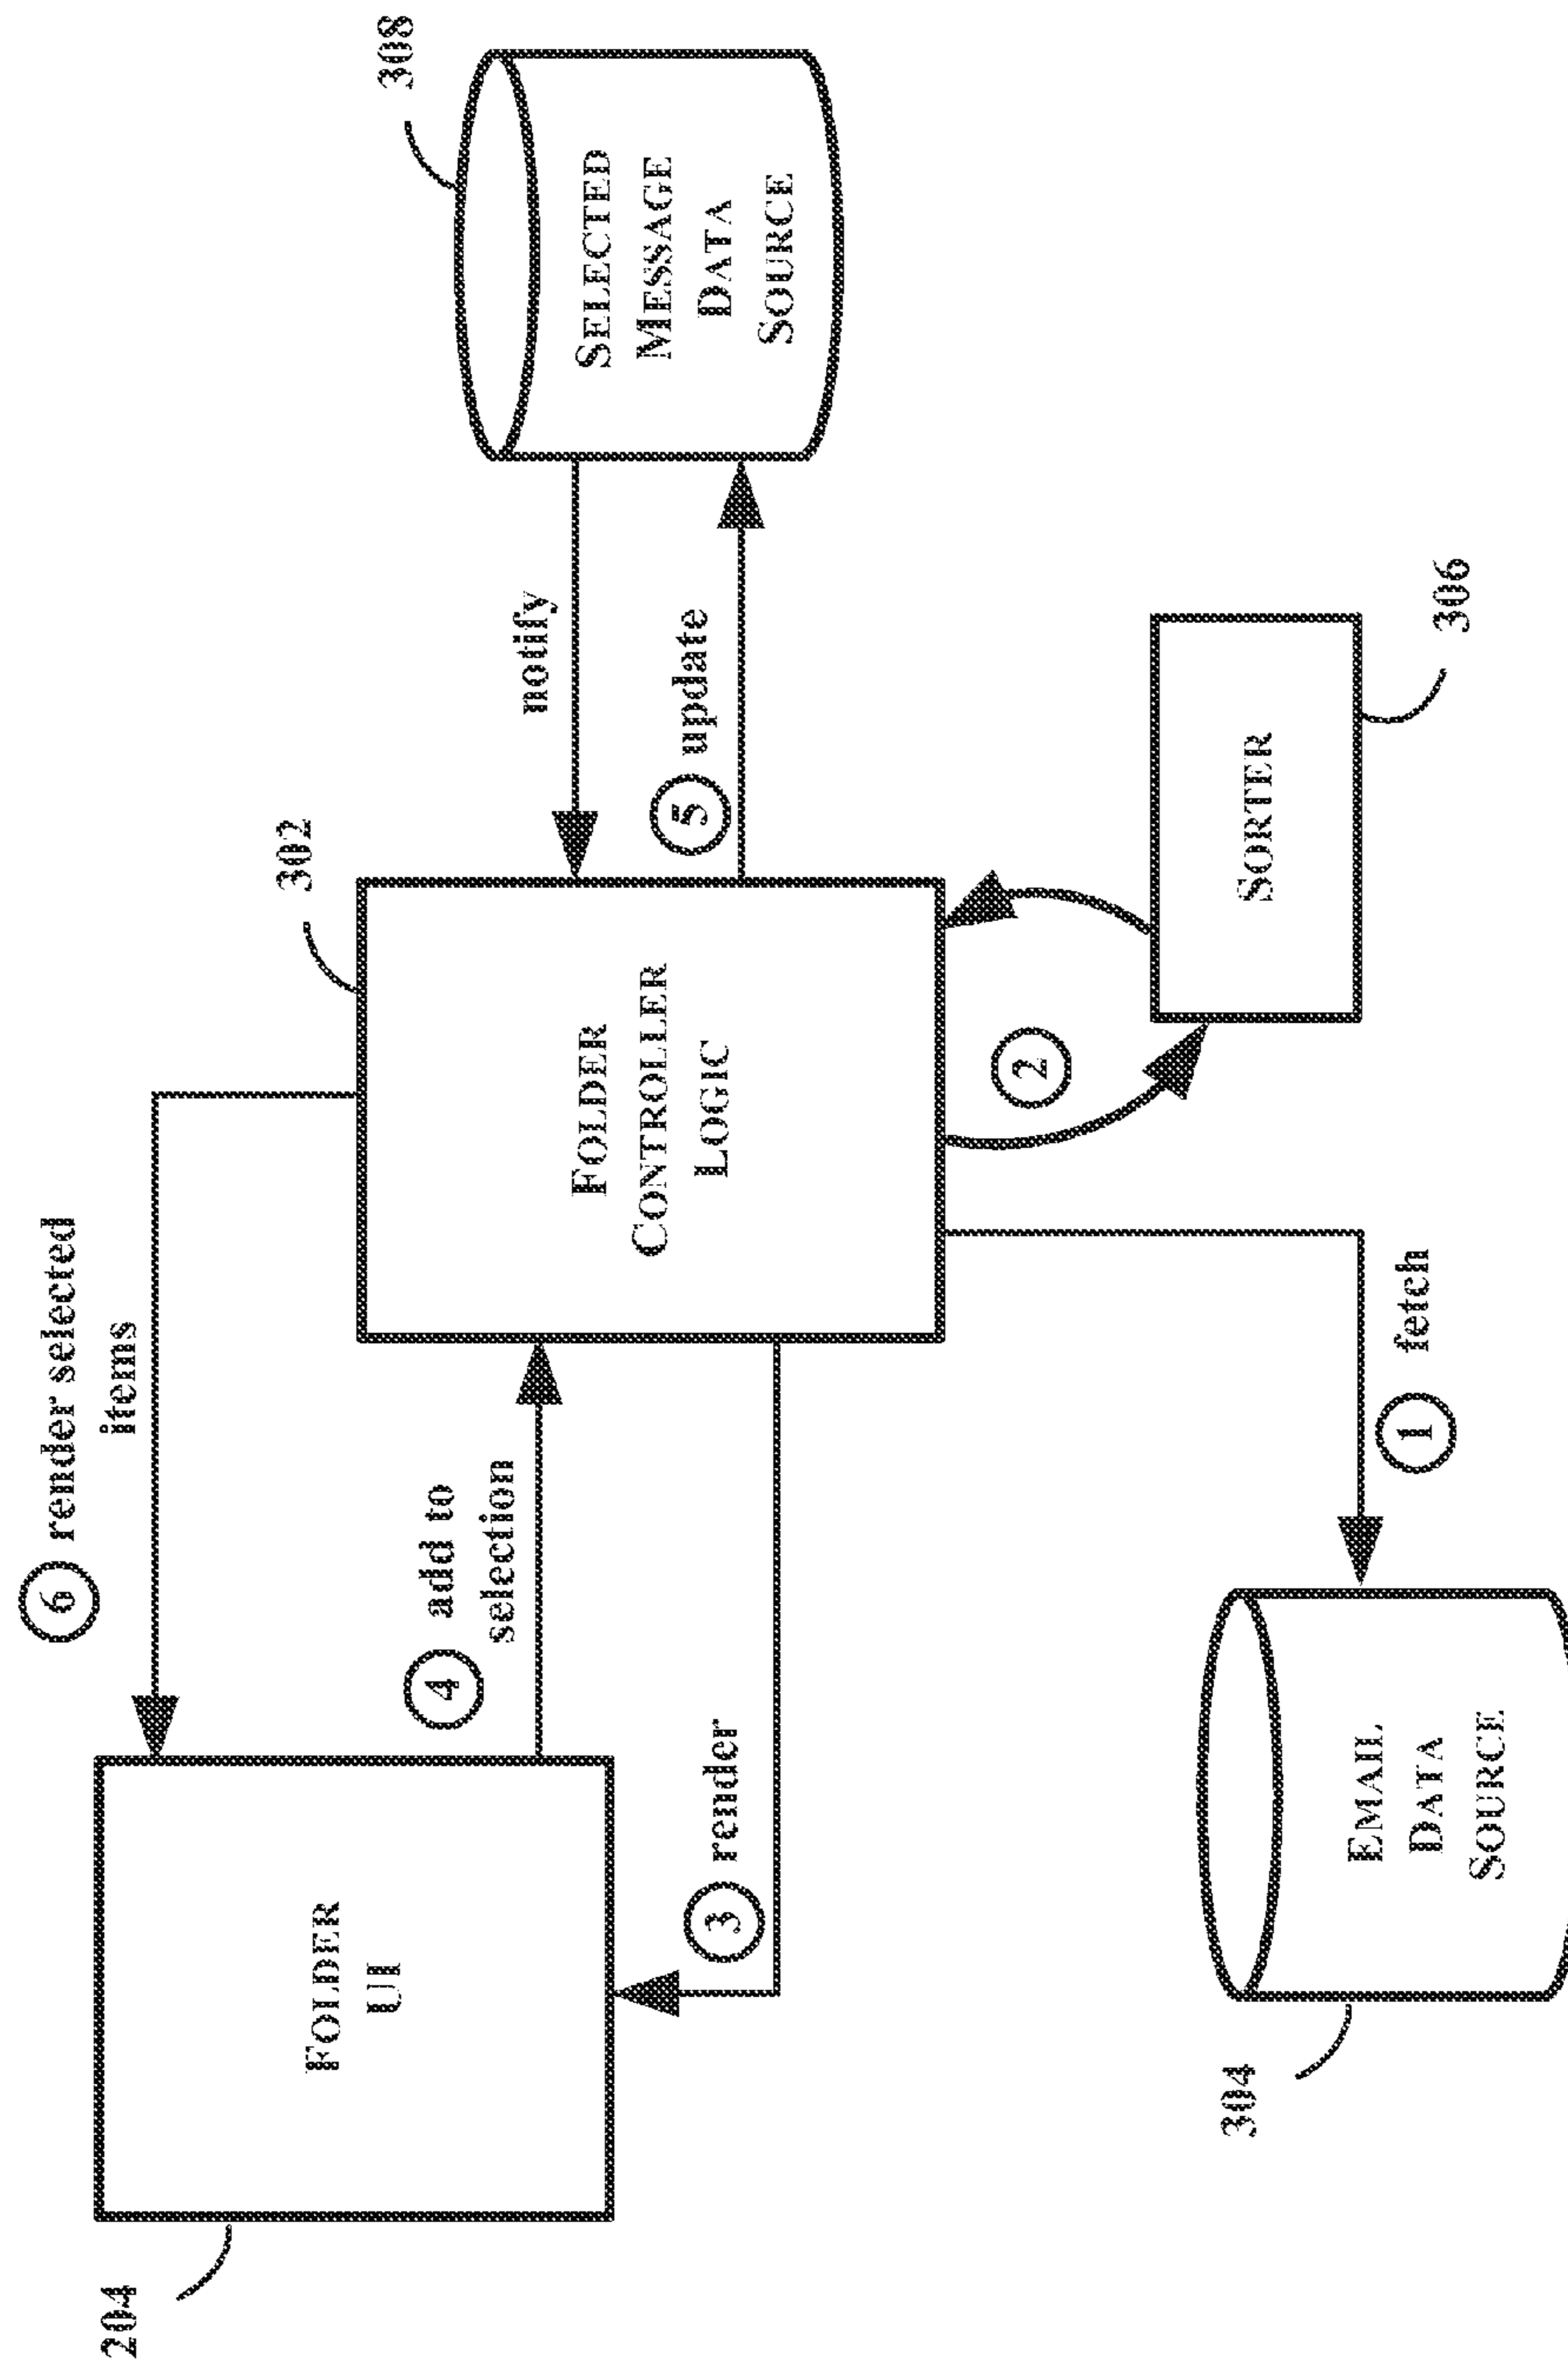 6 render selected
items
302
308
204
FOLDER
UI
4 add to
selection
3 render
FOLDER
CONTROLLER
LOGIC
notify
5 update
SELECTED
MESSAGE
DATA
SOURCE
2
SORTER
306
304
EMAIL
DATA
SOURCE
1 fetch